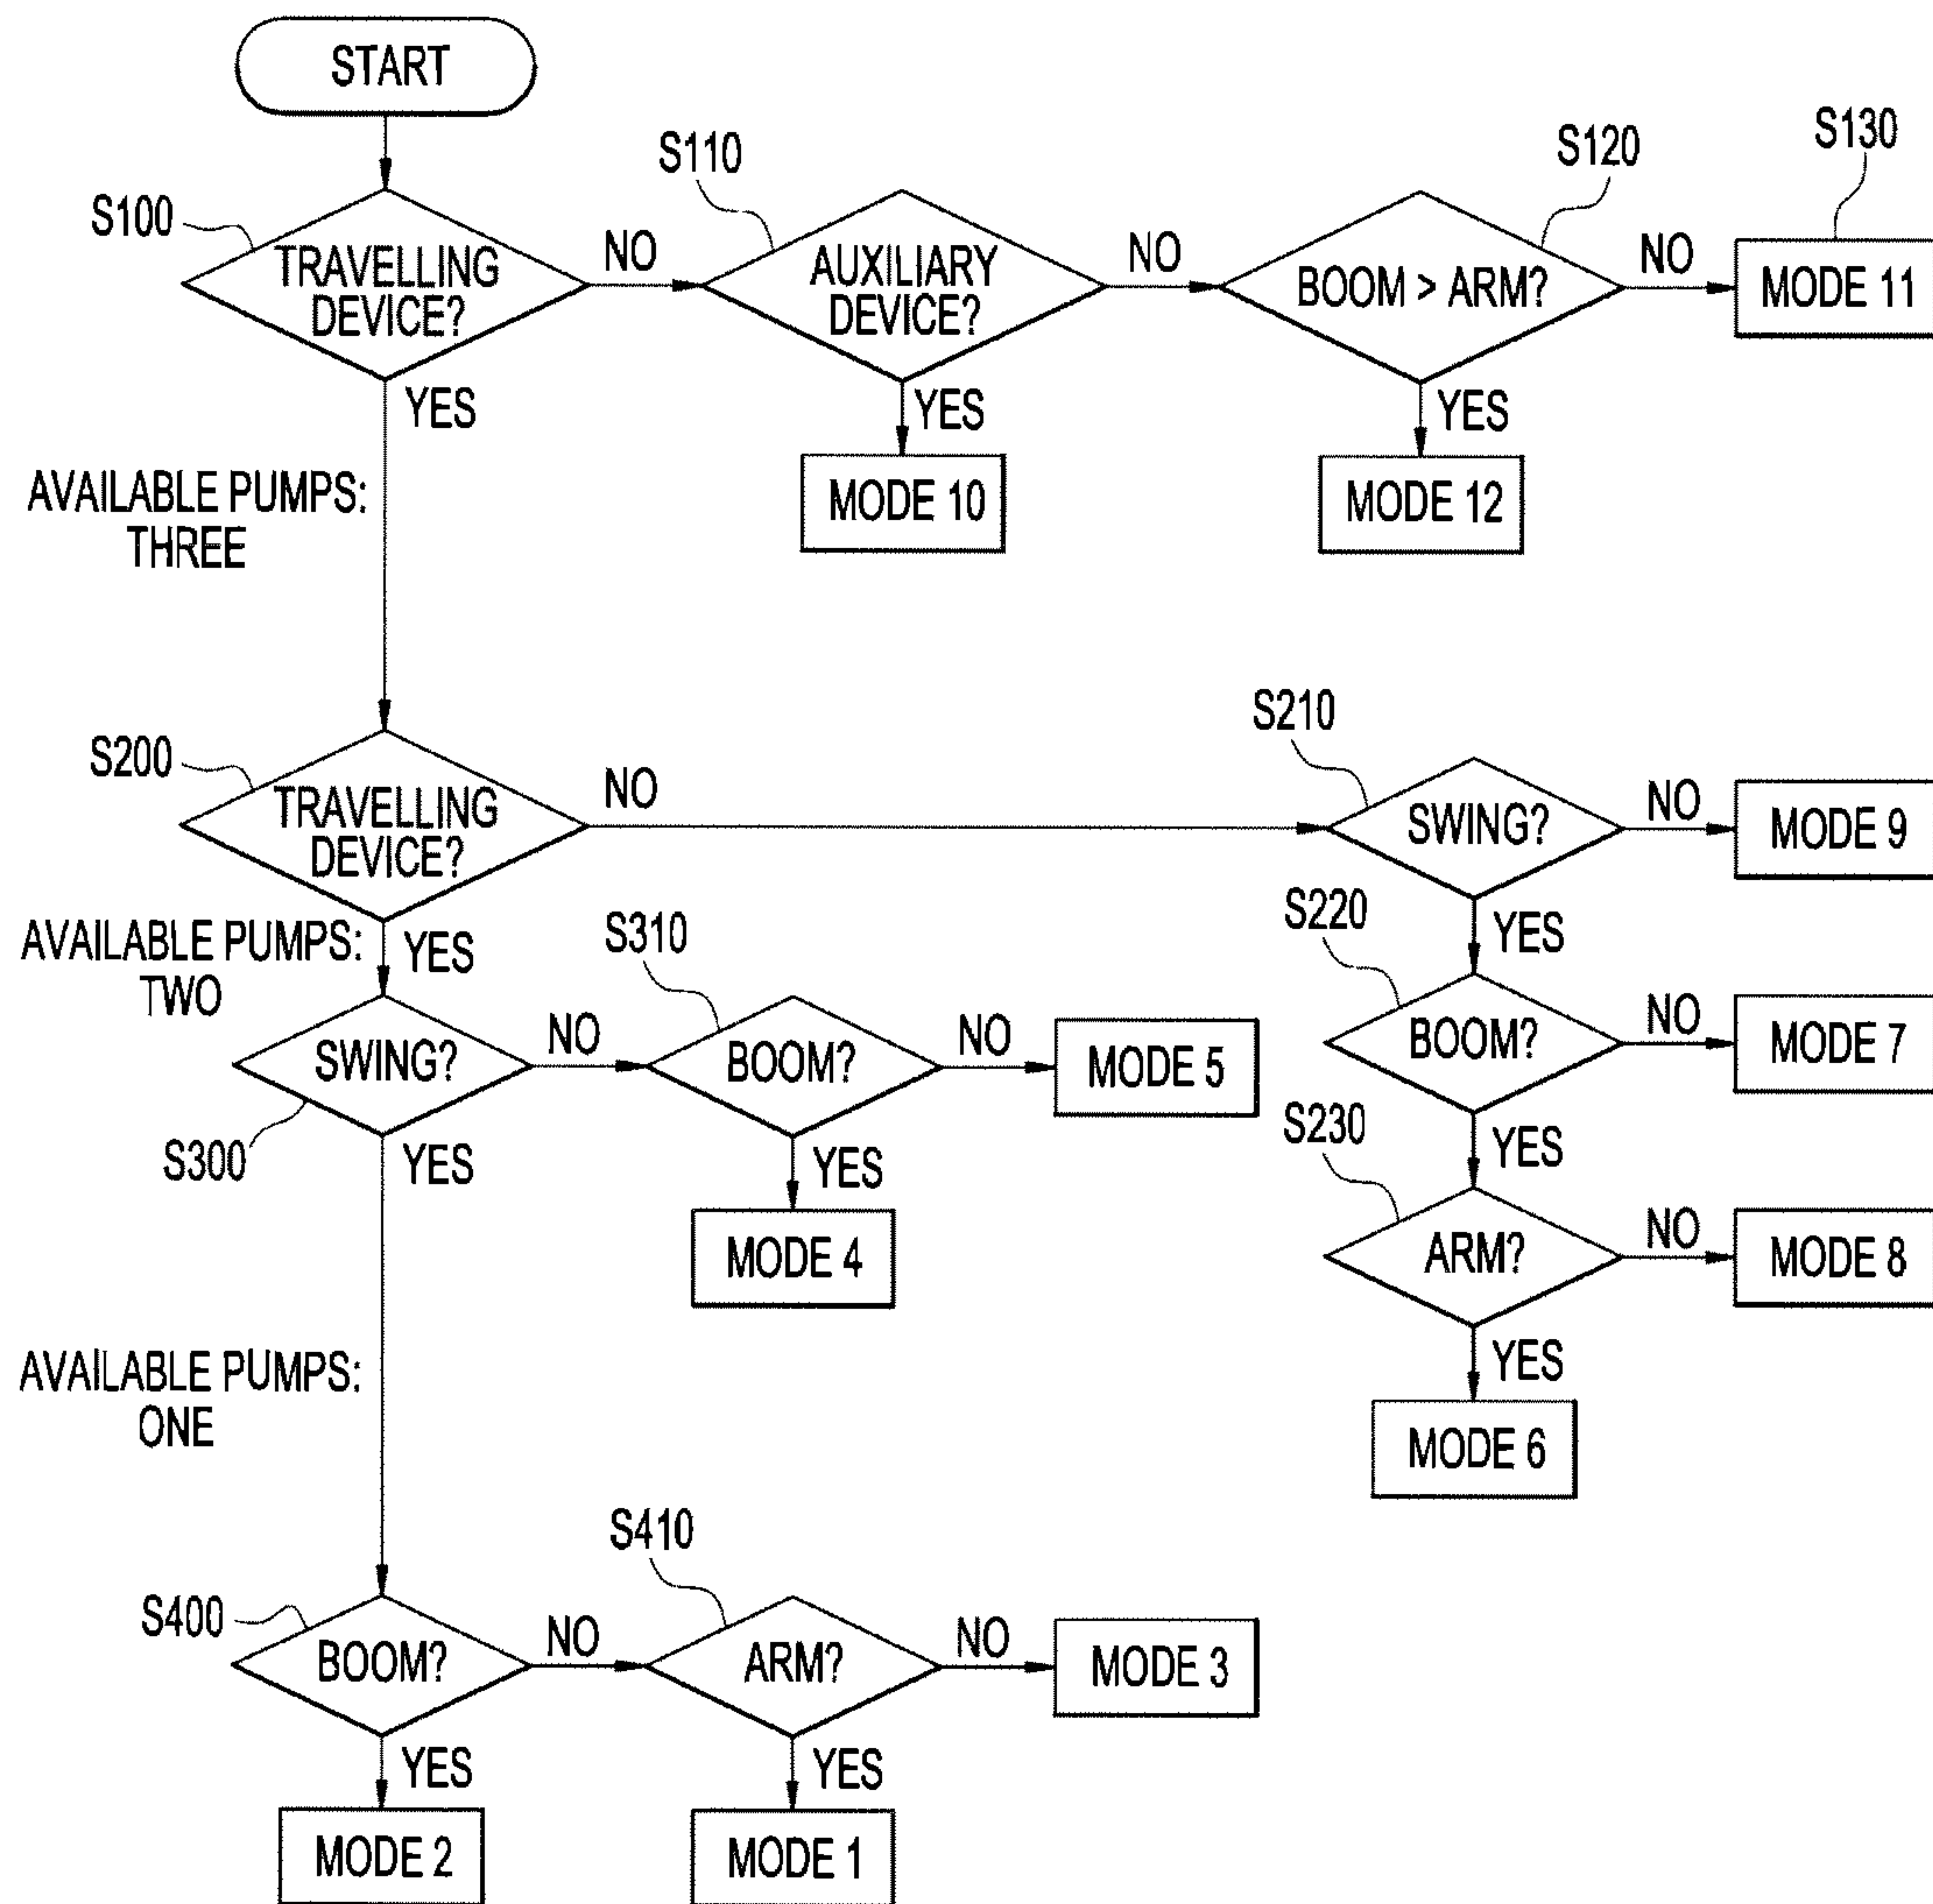 START
S100
TRAVELLING
DEVICE?
NO
S110
AUXILIARY
DEVICE?
NO
S120
BOOM > ARM?
NO
S130
MODE 11
YES
YES
YES
MODE 10
MODE 12
AVAILABLE PUMPS:
THREE
S200
TRAVELLING
DEVICE?
NO
S210
SWING?
NO
MODE 9
YES
AVAILABLE PUMPS:
TWO
YES
S220
BOOM?
NO
MODE 7
YES
S230
ARM?
NO
MODE 8
YES
MODE 6
S300
SWING?
NO
S310
BOOM?
NO
MODE 5
YES
YES
MODE 4
AVAILABLE PUMPS:
ONE
S400
BOOM?
NO
S410
ARM?
NO
MODE 3
YES
YES
MODE 2
MODE 1